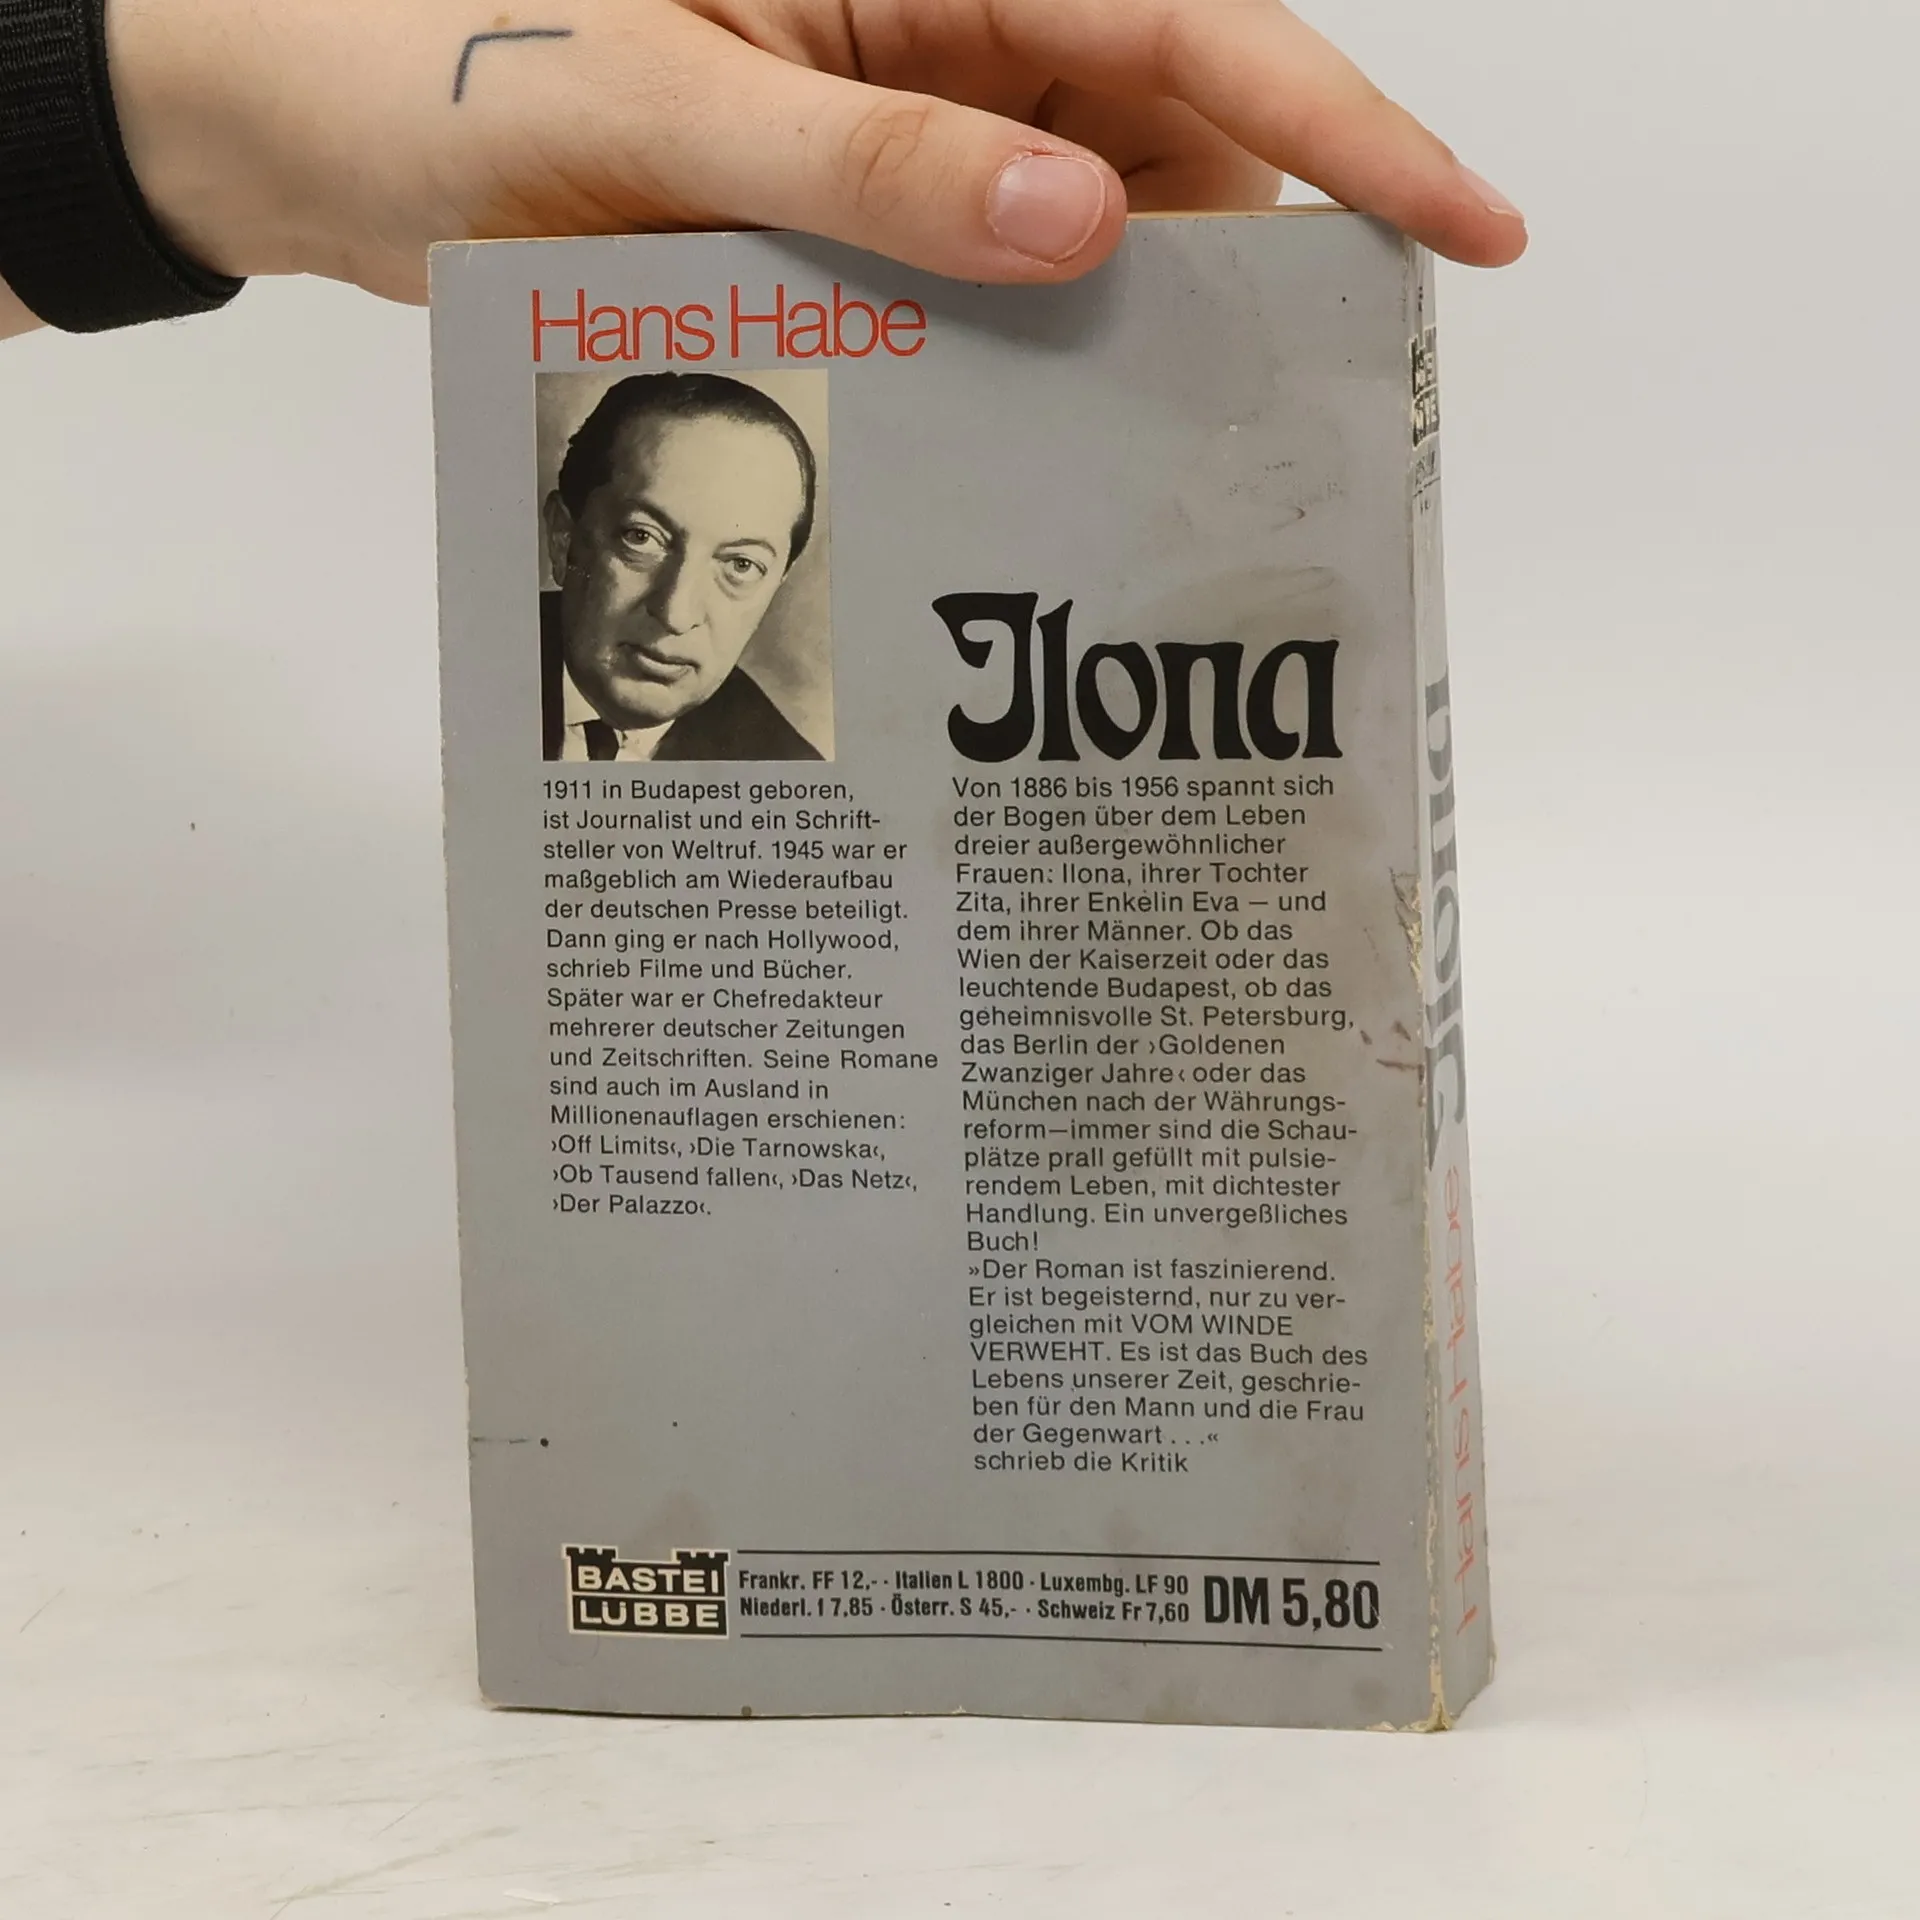 Hans Habe
1911 in Budapest geboren,
ist Journalist und ein Schrift-
steller von Weltruf. 1945 war er
maßgeblich am Wiederaufbau
der deutschen Presse beteiligt.
Dann ging er nach Hollywood,
schrieb Filme und Bücher.
Später war er Chefredakteur
mehrerer deutscher Zeitungen
und Zeitschriften. Seine Romane
sind auch im Ausland in
Millionenauflagen erschienen:
›Off Limits‹, ›Die Tarnowska‹,
›Ob Tausend fallen‹, ›Das Netz‹,
›Der Palazzo‹.
Ilona
Von 1886 bis 1956 spannt sich
der Bogen über dem Leben
dreier außergewöhnlicher
Frauen: Ilona, ihrer Tochter
Zita, ihrer Enkelin Eva – und
dem ihrer Männer. Ob das
Wien der Kaiserzeit oder das
leuchtende Budapest, ob das
geheimnisvolle St. Petersburg,
das Berlin der ›Goldenen
Zwanziger Jahre‹ oder das
München nach der Währungs-
reform–immer sind die Schau-
plätze prall gefüllt mit pulsie-
rendem Leben, mit dichtester
Handlung. Ein unvergeßliches
Buch!
»Der Roman ist faszinierend.
Er ist begeisternd, nur zu ver-
gleichen mit VOM WINDE
VERWEHT. Es ist das Buch des
Lebens unserer Zeit, geschrie-
ben für den Mann und die Frau
der Gegenwart . . .«
schrieb die Kritik
BASTEI
LÜBBE
Frankr. FF 12,- · Italien L 1800 · Luxembg. LF 90
Niederl. f 7,85 · Österr. S 45,- · Schweiz Fr 7,60
DM 5,80
Ilona
Hans Habe